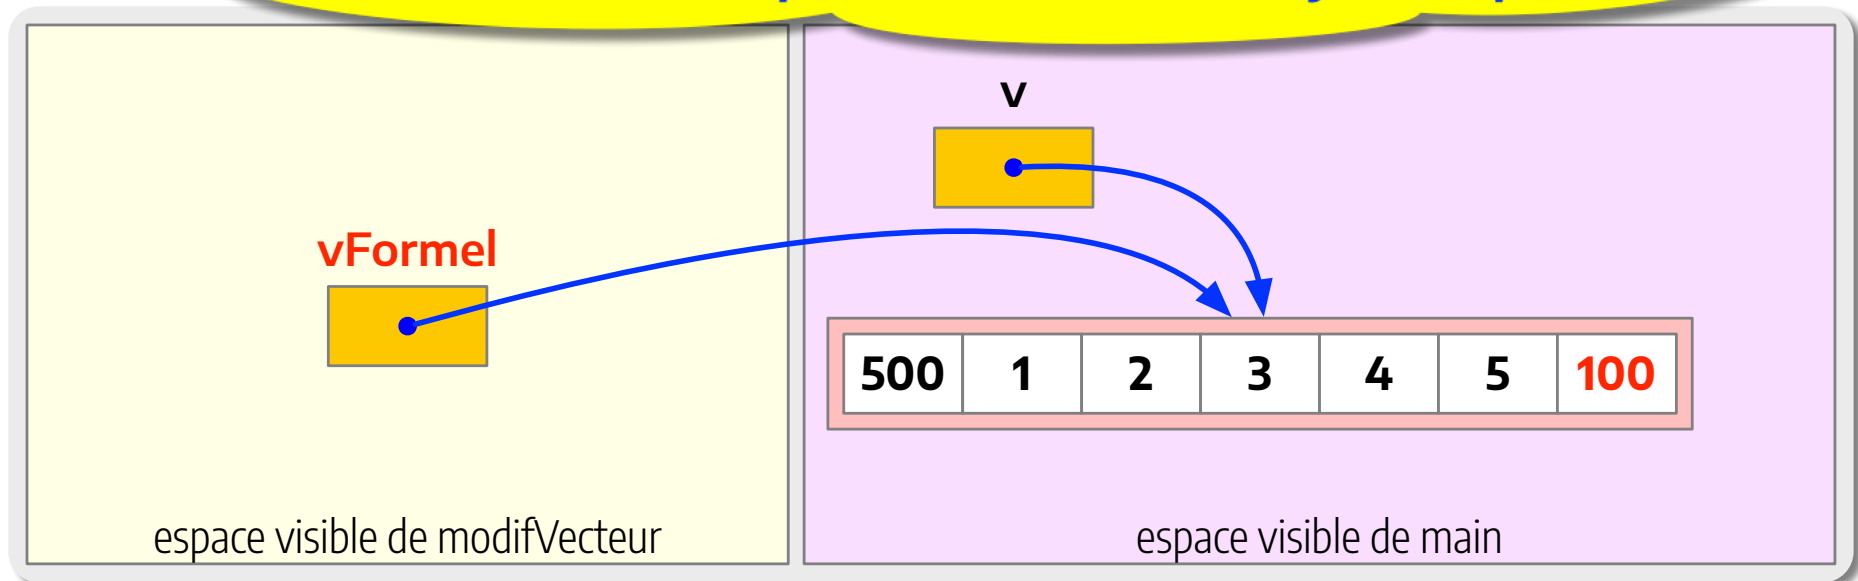 v
vFormel
500 1 2 3 4 5 100
espace visible de modifVecteur
espace visible de main